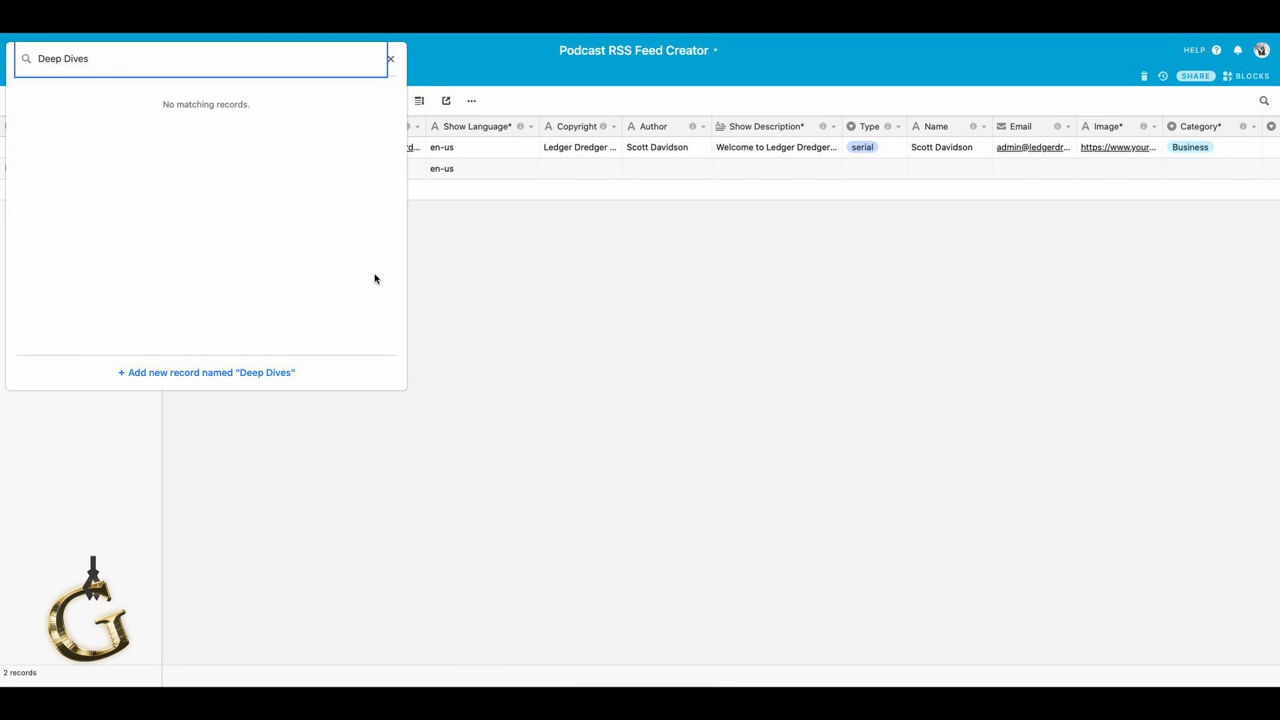 Podcast RSS Feed Creator
HELP
SHARE
BLOCKS
Deep Dives
No matching records.
+ Add new record named "Deep Dives"
Show Language* Copyright Author Show Description* Type Name Email Image* Category*
rd... en-us Ledger Dredger ... Scott Davidson Welcome to Ledger Dredger... serial Scott Davidson admin@ledgerdr... https://www.your... Business
en-us
G
2 records